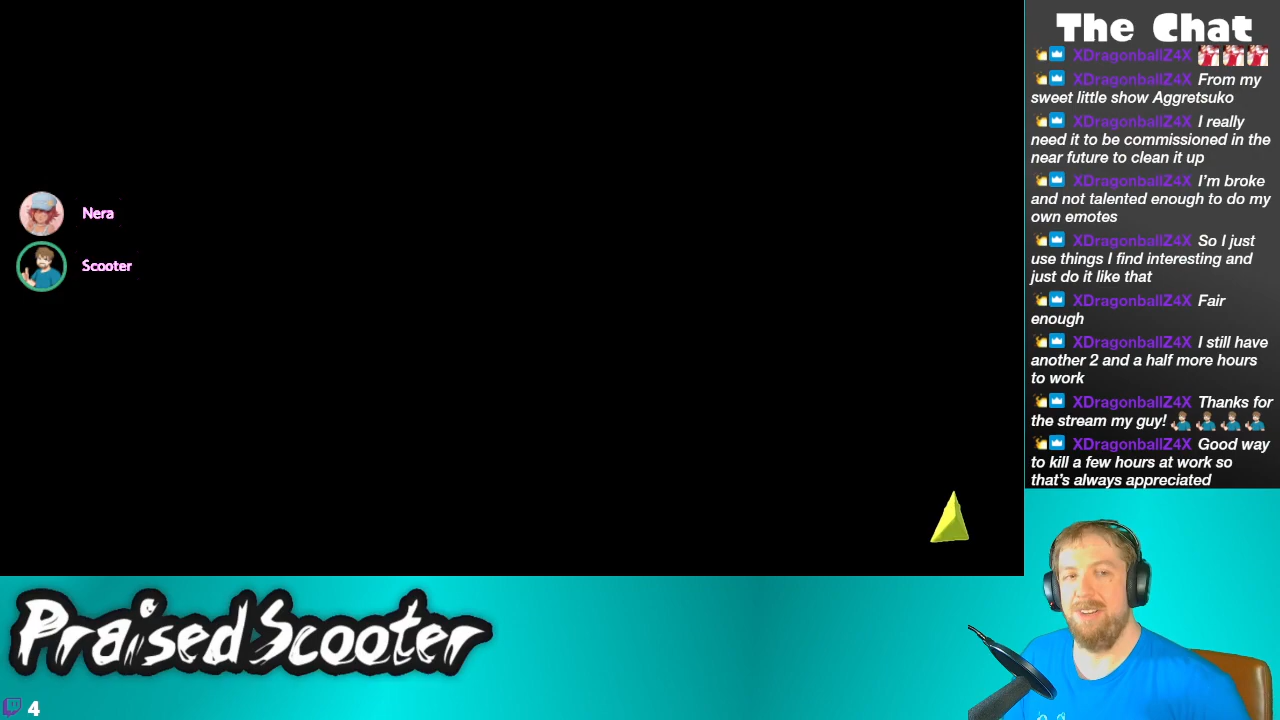 The Chat
XDragonballZ4X
XDragonballZ4X From my
sweet little show Aggretsuko
XDragonballZ4X I really
need it to be commissioned in the
near future to clean it up
XDragonballZ4X I'm broke
and not talented enough to do my
own emotes
XDragonballZ4X So I just
use things I find interesting and
just do it like that
XDragonballZ4X Fair
enough
XDragonballZ4X I still have
another 2 and a half more hours
to work
XDragonballZ4X Thanks for
the stream my guy!
XDragonballZ4X Good way
to kill a few hours at work so
that's always appreciated
Nera
Scooter
PraisedScooter
4